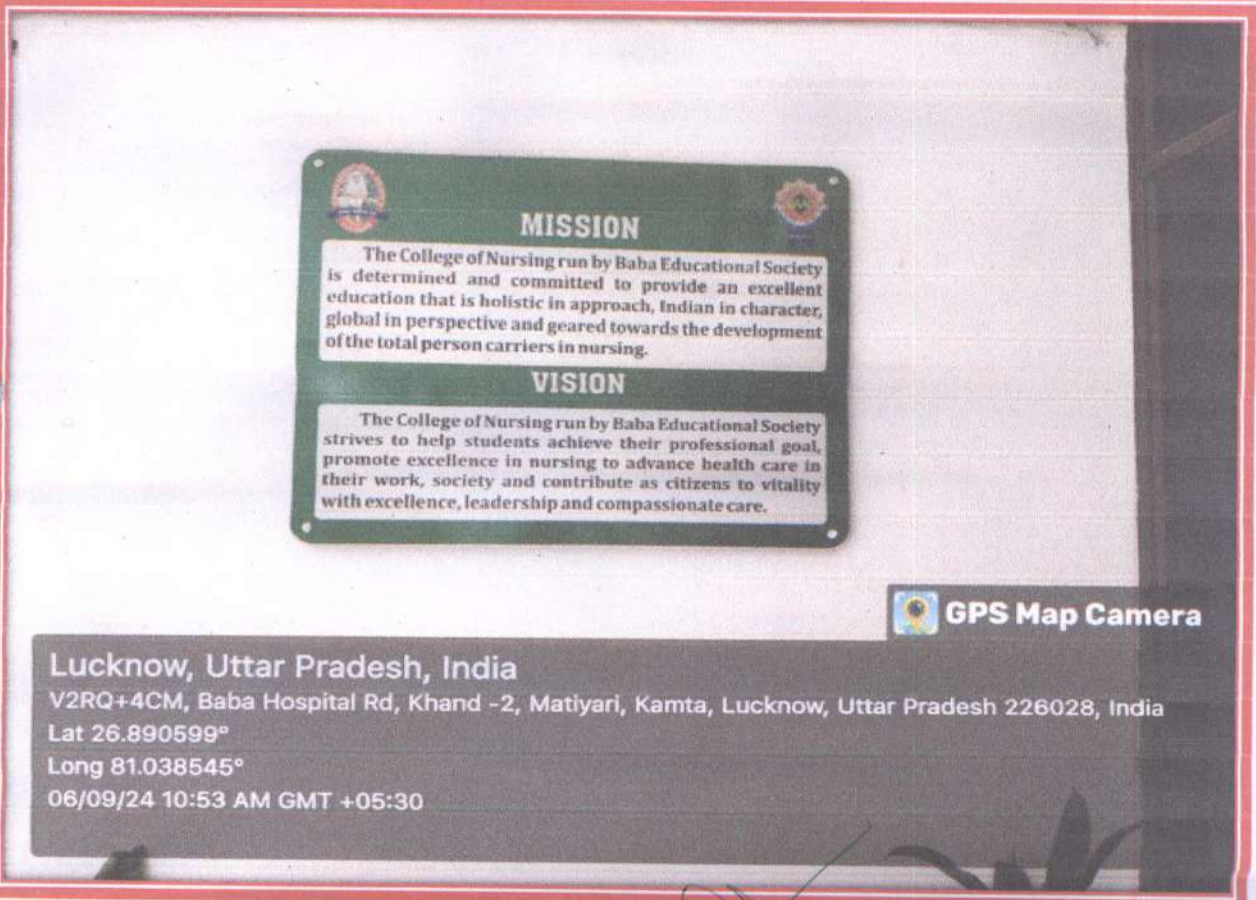 MISSION
The College of Nursing run by Baba Educational Society
is determined and committed to provide an excellent
education that is holistic in approach, Indian in character,
global in perspective and geared towards the development
of the total person carriers in nursing.
VISION
The College of Nursing run by Baba Educational Society
strives to help students achieve their professional goal,
promote excellence in nursing to advance health care in
their work, society and contribute as citizens to vitality
with excellence, leadership and compassionate care.
GPS Map Camera
Lucknow, Uttar Pradesh, India
V2RQ+4CM, Baba Hospital Rd, Khand -2, Matiyari, Kamta, Lucknow, Uttar Pradesh 226028, India
Lat 26.890599°
Long 81.038545°
06/09/24 10:53 AM GMT +05:30